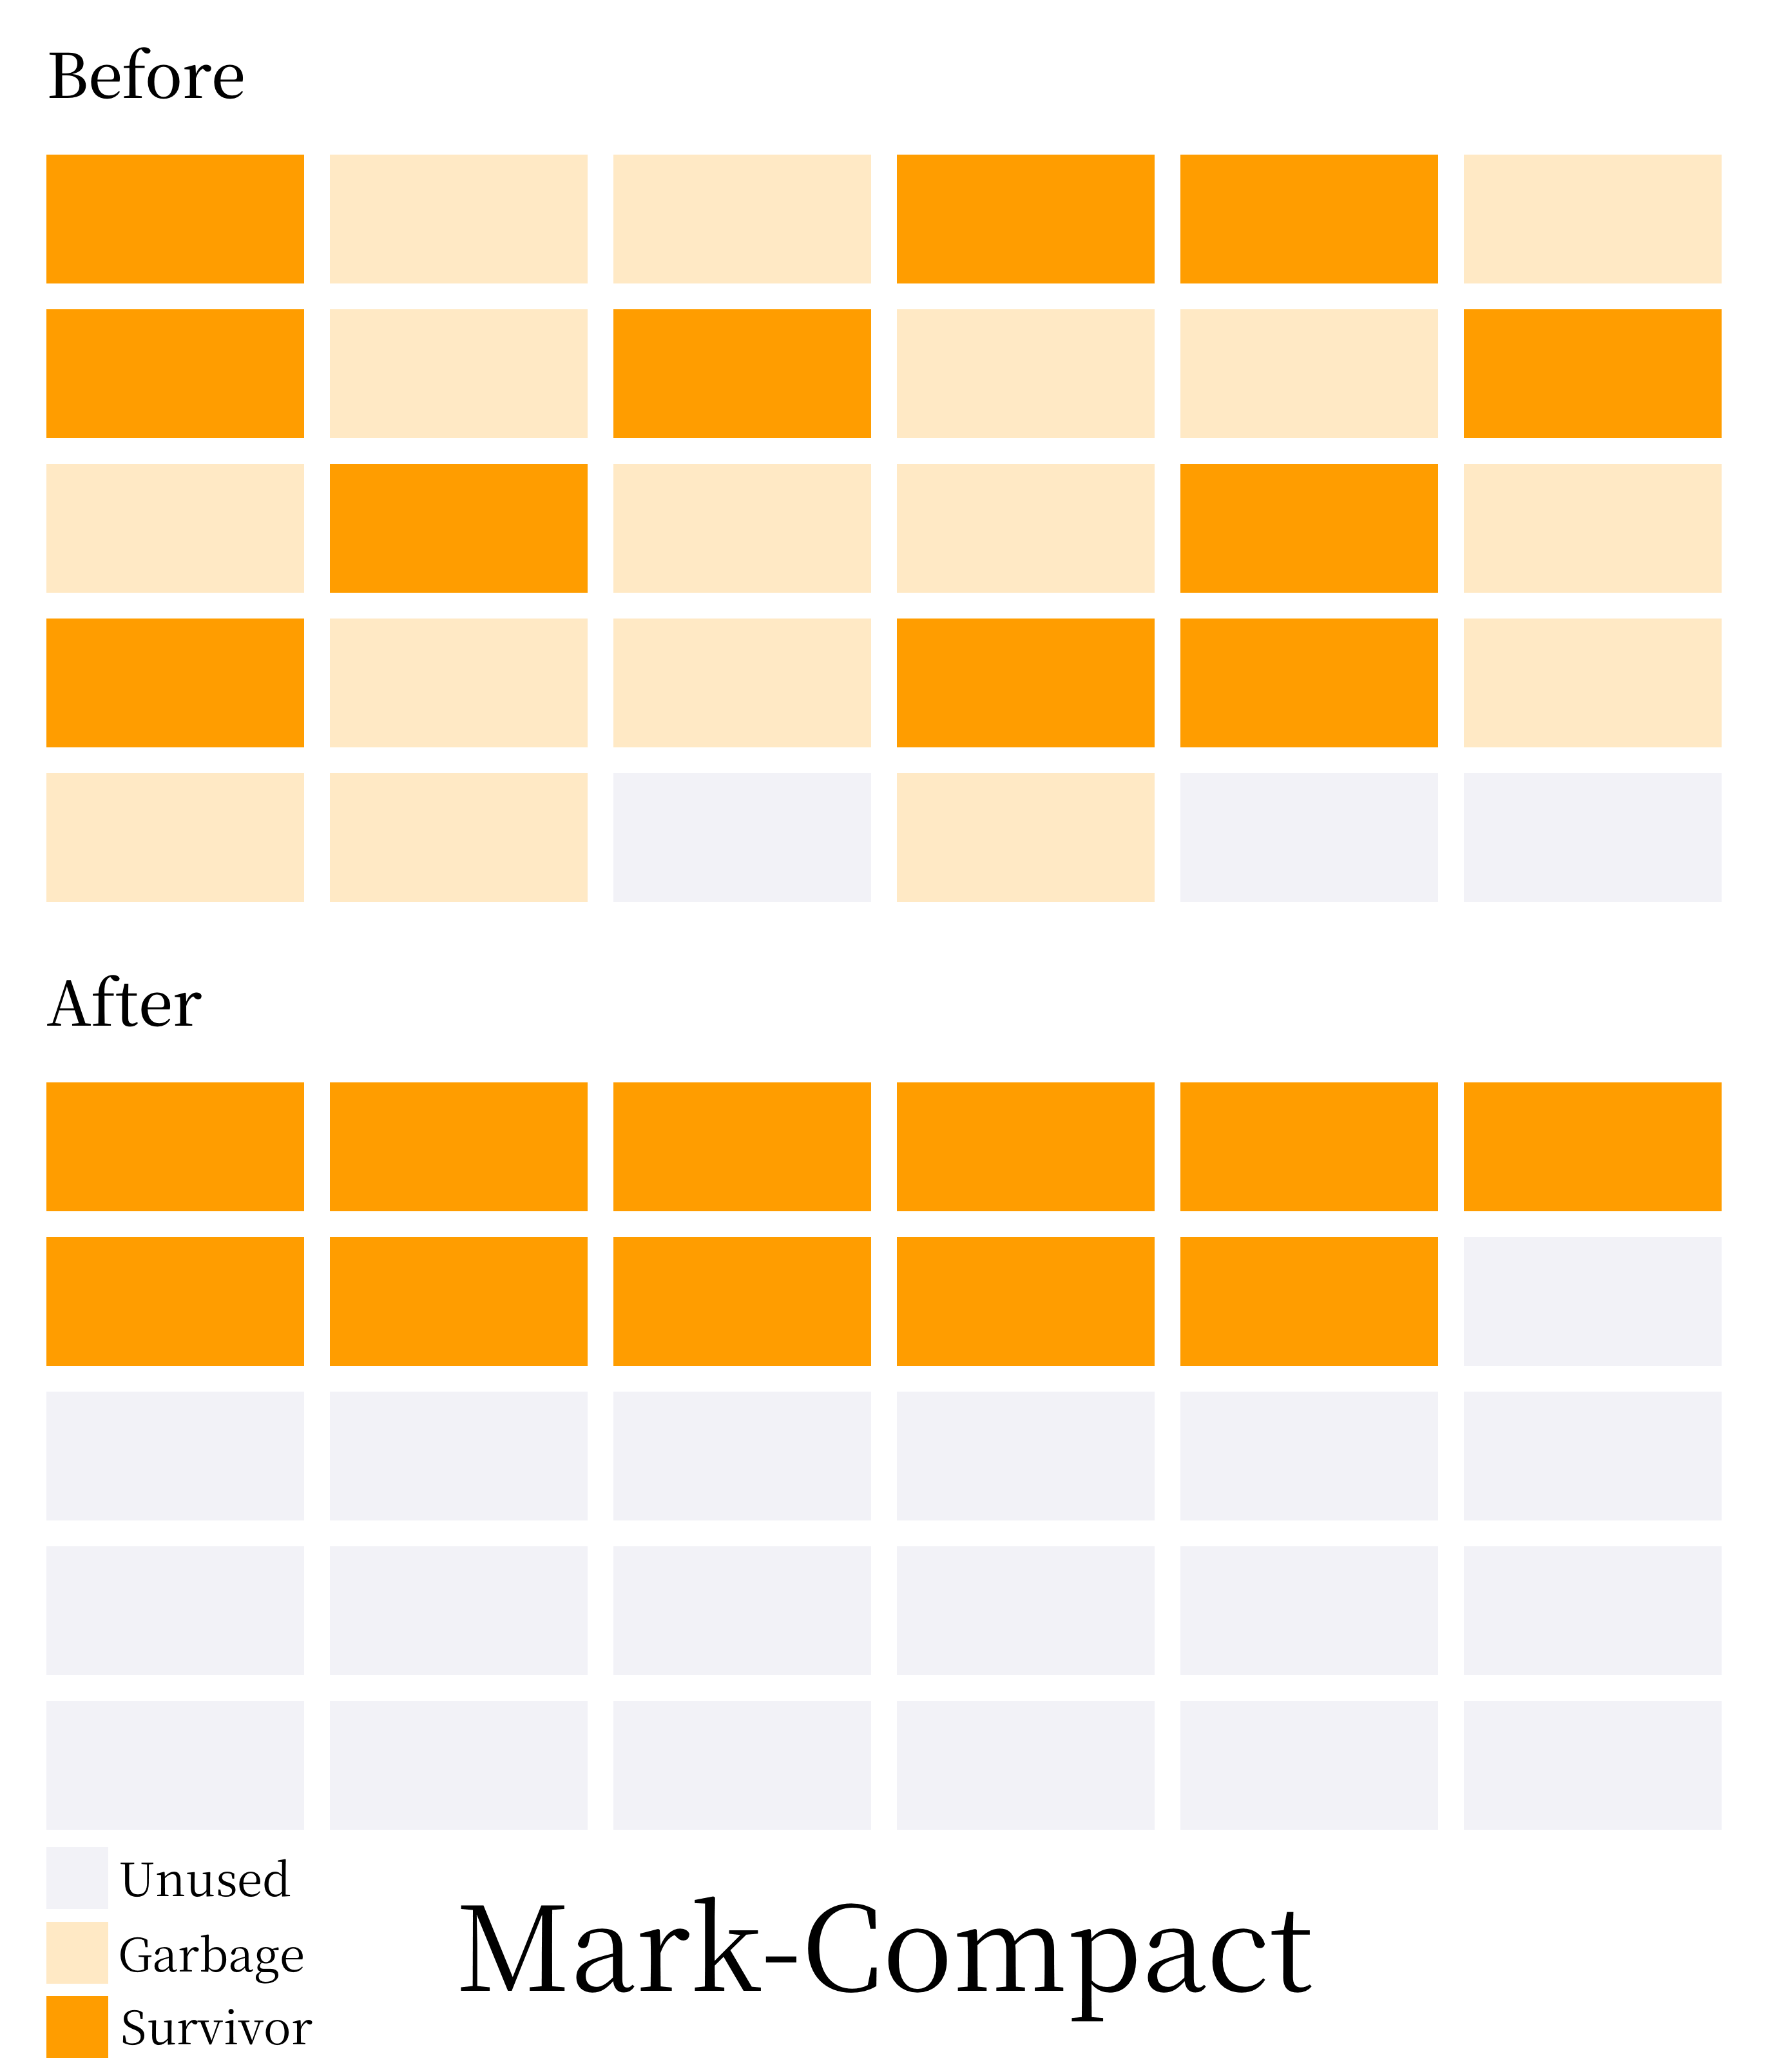 Before
After
Unused
Garbage
Survivor
Mark-Compact